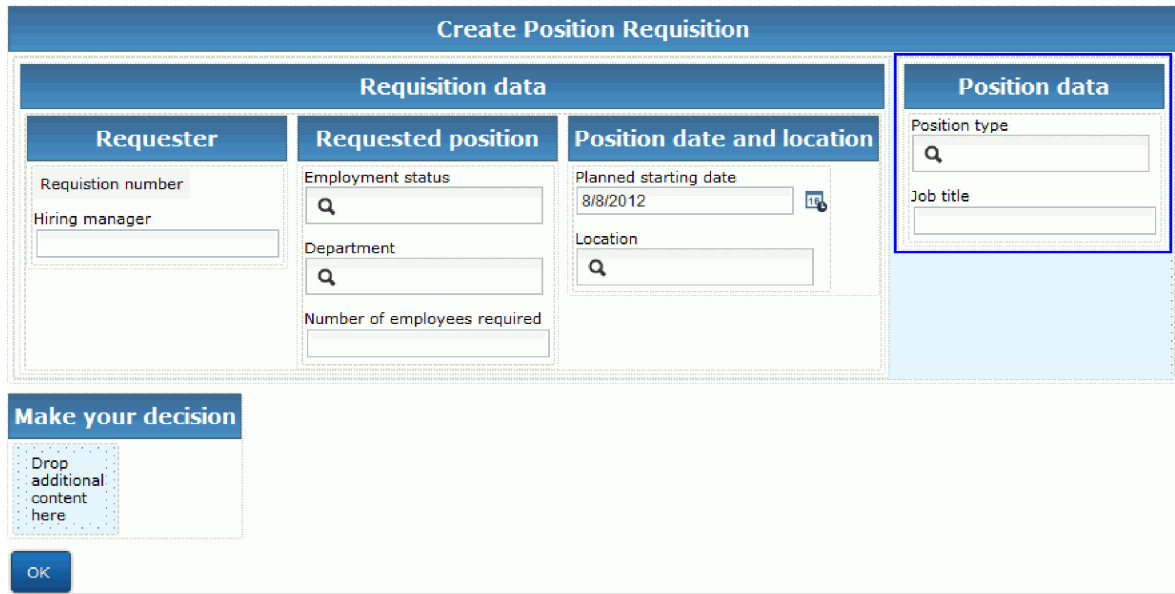 Create Position Requisition
Requisition data
Position data
Requester
Requested position
Position date and location
Position type
Requistion number
Employment status
Planned starting date
8/8/2012
16
Job title
Hiring manager
Location
Department
Number of employees required
Make your decision
Drop
additional
content
here
OK